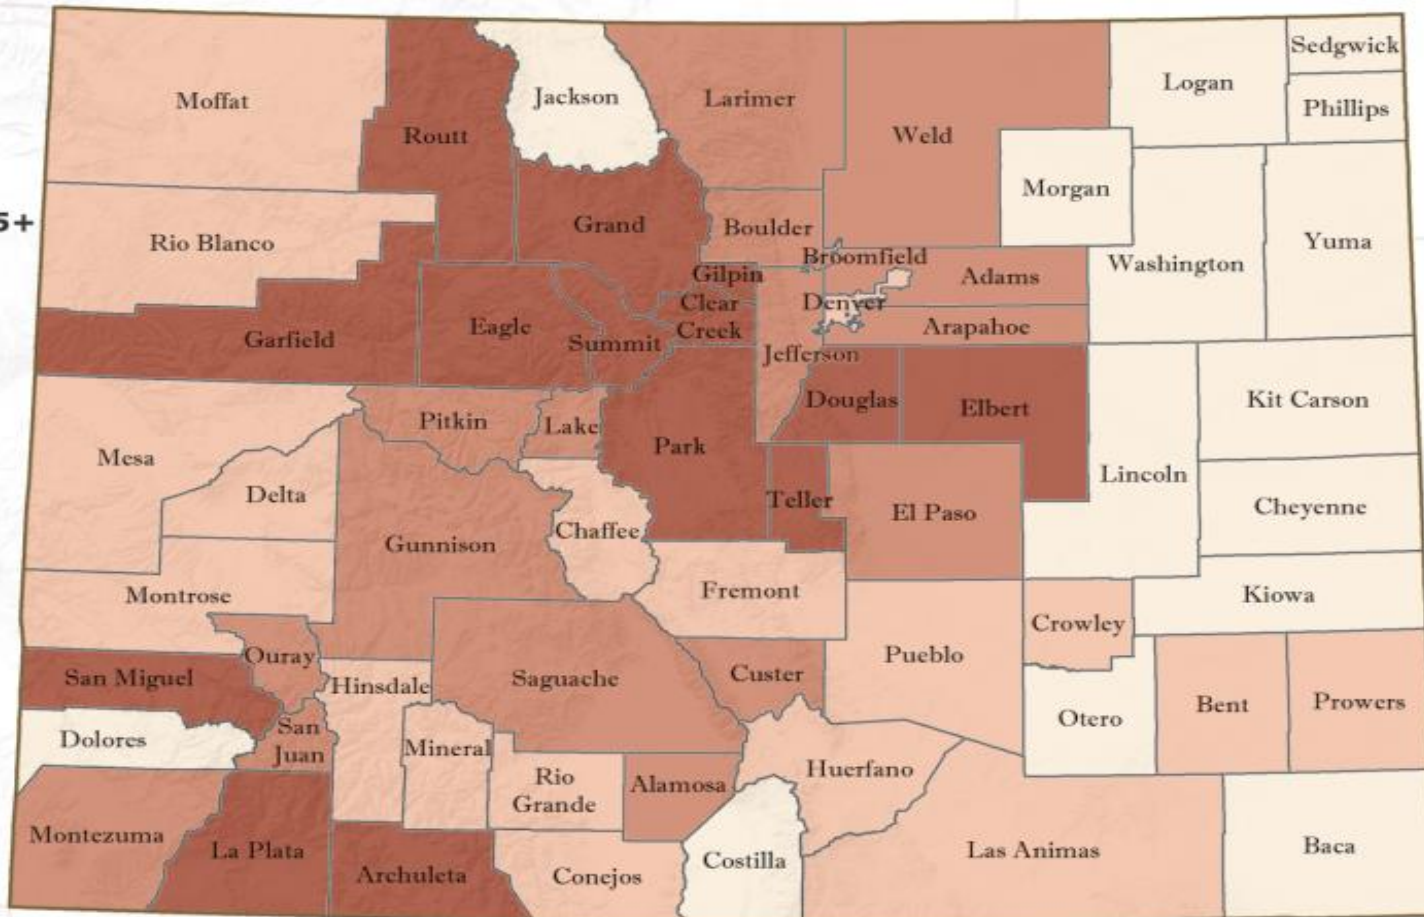 Sedgwick
Logan
Moffat
Jackson
Larimer
Phillips
Routt
Weld
Morgan
5+
Grand
Boulder
Rio Blanco
Yuma
Broomfield
Washington
Gilpin
Adams
Clear
Creek
Denver
Eagle
Arapahoe
Garfield
Summit
Jefferson
Douglas
Elbert
Kit Carson
Pitkin
Lake
Park
Mesa
Lincoln
Delta
Teller
El Paso
Cheyenne
Chaffee
Gunnison
Fremont
Montrose
Kiowa
Crowley
Ouray
Pueblo
San Miguel
Hinsdale
Saguache
Custer
Bent
Prowers
Otero
San
Juan
Dolores
Mineral
Rio
Grande
Alamosa
Huerfano
Montezuma
La Plata
Archuleta
Conejos
Costilla
Las Animas
Baca